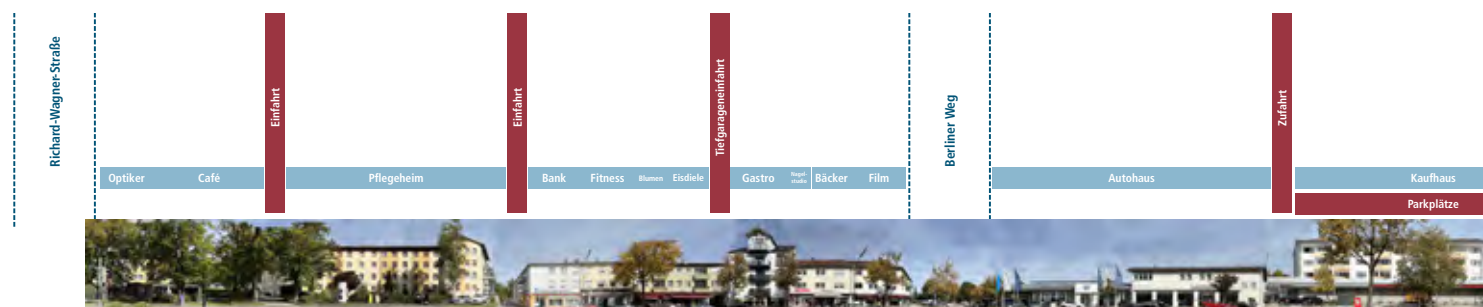 Richard-Wagner-Straße
Einfahrt
Einfahrt
Tiefgarageneinfahrt
Berliner Weg
Zufahrt
Optiker Café Pflegeheim Bank Fitness Blumen Eisdiele Gastro Nagel-
studio Bäcker Film Autohaus Kaufhaus
Parkplätze